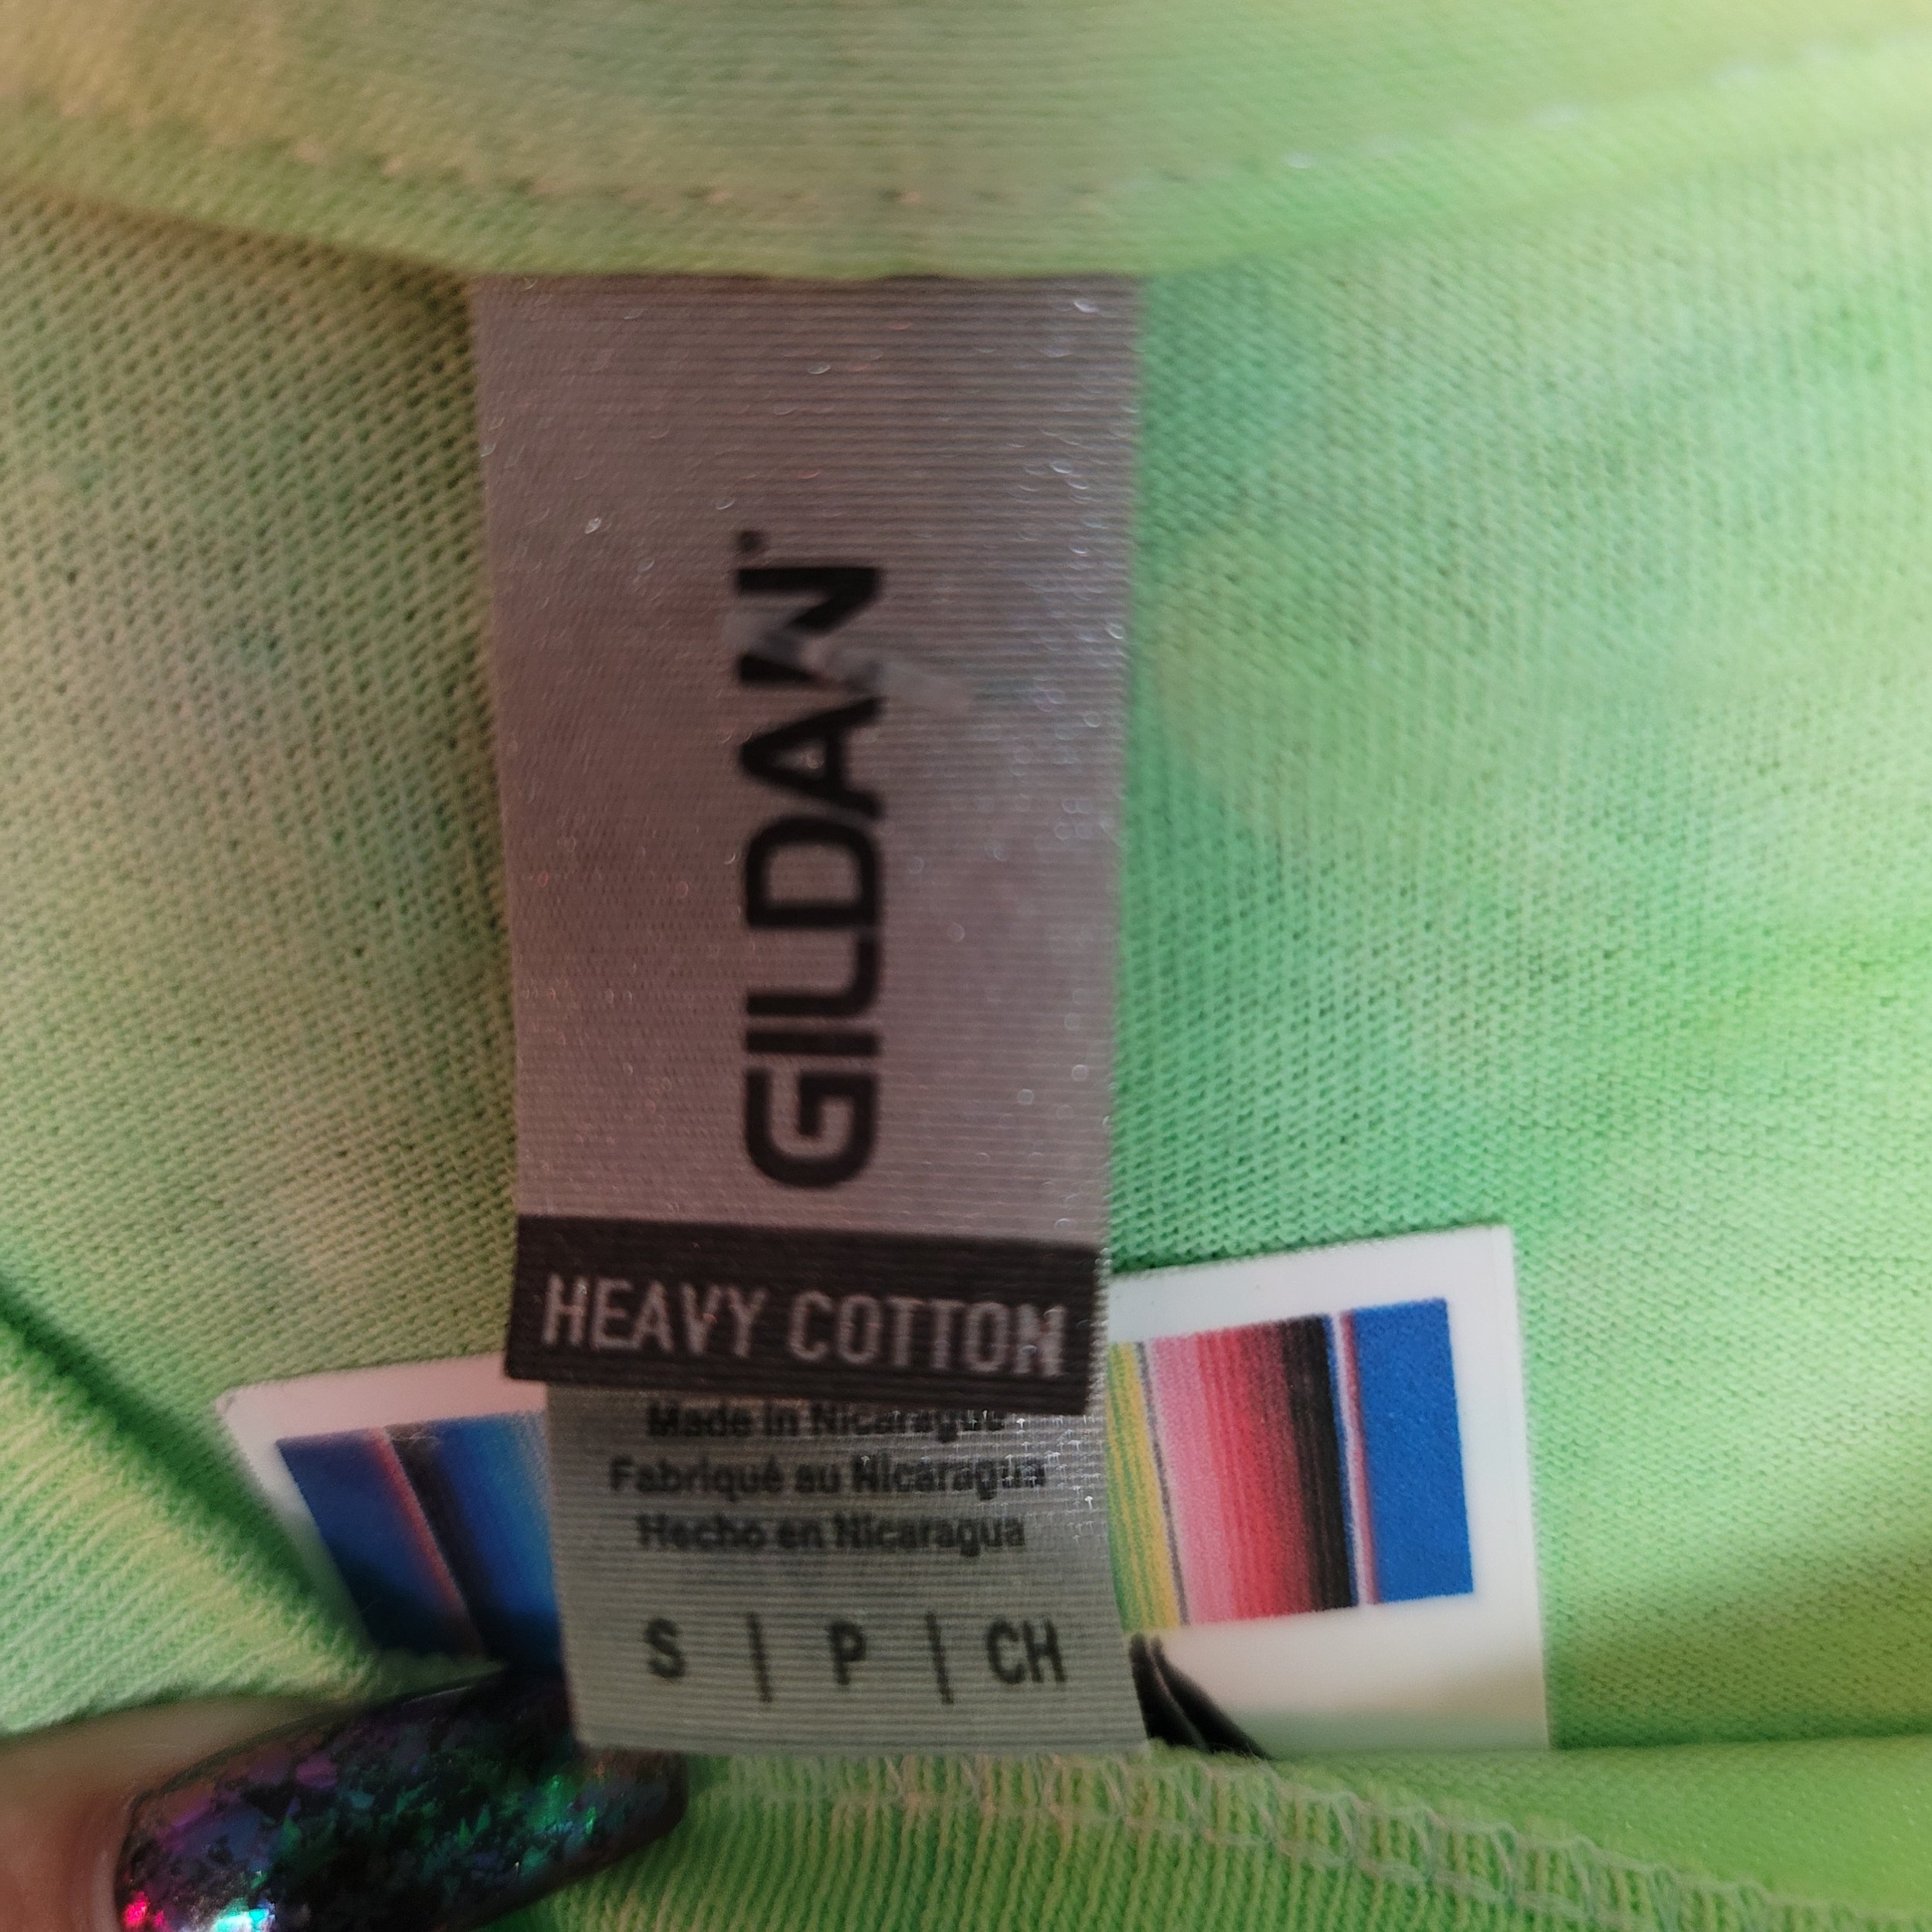 GILDAN®
HEAVY COTTON
Made in Nicaragua
Fabriqué au Nicaragua
Hecho en Nicaragua
S | P | CH